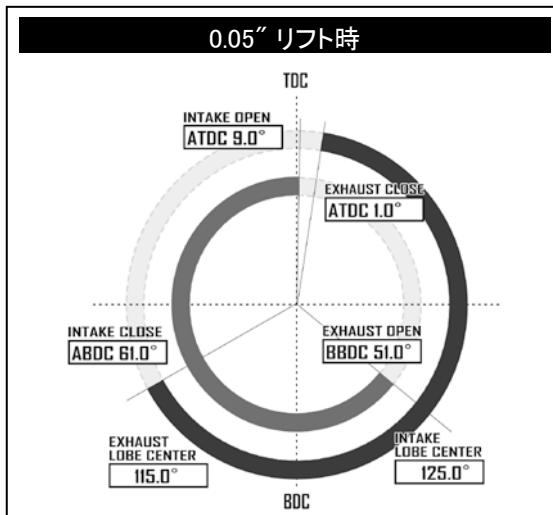 0.05″ リフト時
TDC
INTAKE OPEN
ATDC 9.0°
EXHAUST CLOSE
ATDC 1.0°
INTAKE CLOSE
ABDC 61.0°
EXHAUST OPEN
BBDC 51.0°
EXHAUST
LOBE CENTER
115.0°
INTAKE
LOBE CENTER
125.0°
BDC